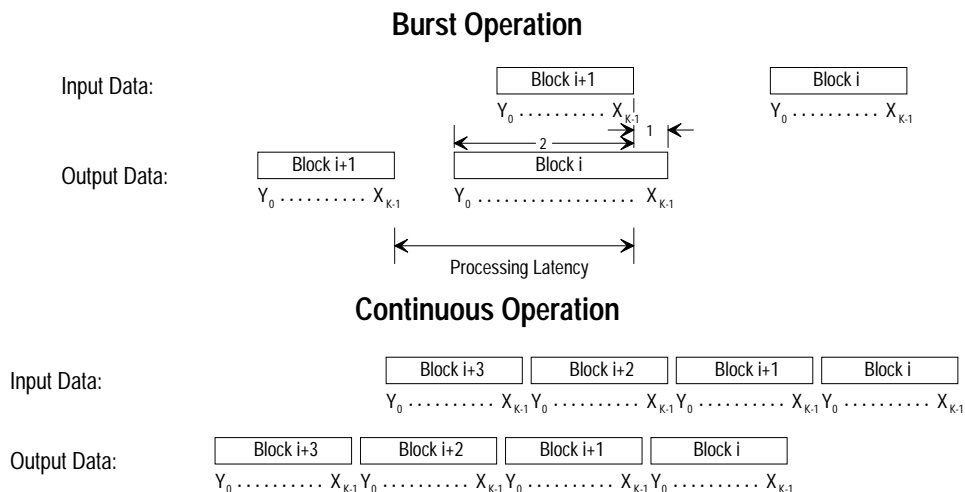 Burst Operation
Input Data:
Block i+1
Block i
Y0 . . . . . . . . . . XK-1
Y0 . . . . . . . . . . XK-1
1
2
Output Data:
Block i+1
Block i
Y0 . . . . . . . . . . XK-1
Y0 . . . . . . . . . . . . . . . . . . XK-1
Processing Latency
Continuous Operation
Input Data:
Block i+3
Block i+2
Block i+1
Block i
Y0 . . . . . . . . . . XK-1 Y0 . . . . . . . . . . XK-1 Y0 . . . . . . . . . . XK-1 Y0 . . . . . . . . . . XK-1
Output Data:
Block i+3
Block i+2
Block i+1
Block i
Y0 . . . . . . . . . . XK-1 Y0 . . . . . . . . . . XK-1 Y0 . . . . . . . . . . XK-1 Y0 . . . . . . . . . . XK-1